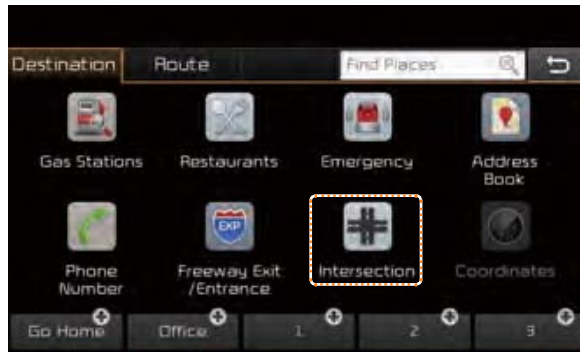 Destination
Route
Find Places
Gas Stations
Restaurants
Emergency
Address
Book
EXP
Phone
Number
Freeway Exit
/Entrance
Intersection
Coordinates
Go Home
Office
1
2
3